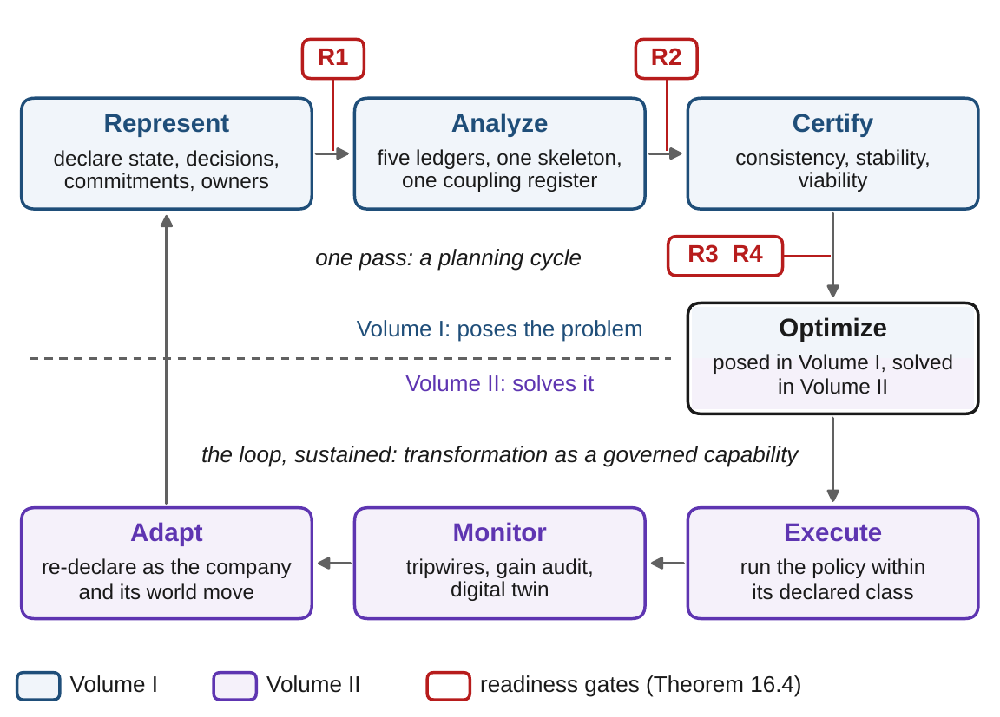 R1
R2
Represent
declare state, decisions,
commitments, owners
Analyze
five ledgers, one skeleton,
one coupling register
Certify
consistency, stability,
viability
one pass: a planning cycle
R3 R4
Volume I: poses the problem
Volume II: solves it
Optimize
posed in Volume I, solved
in Volume II
the loop, sustained: transformation as a governed capability
Adapt
re-declare as the company
and its world move
Monitor
tripwires, gain audit,
digital twin
Execute
run the policy within
its declared class
Volume I
Volume II
readiness gates (Theorem 16.4)